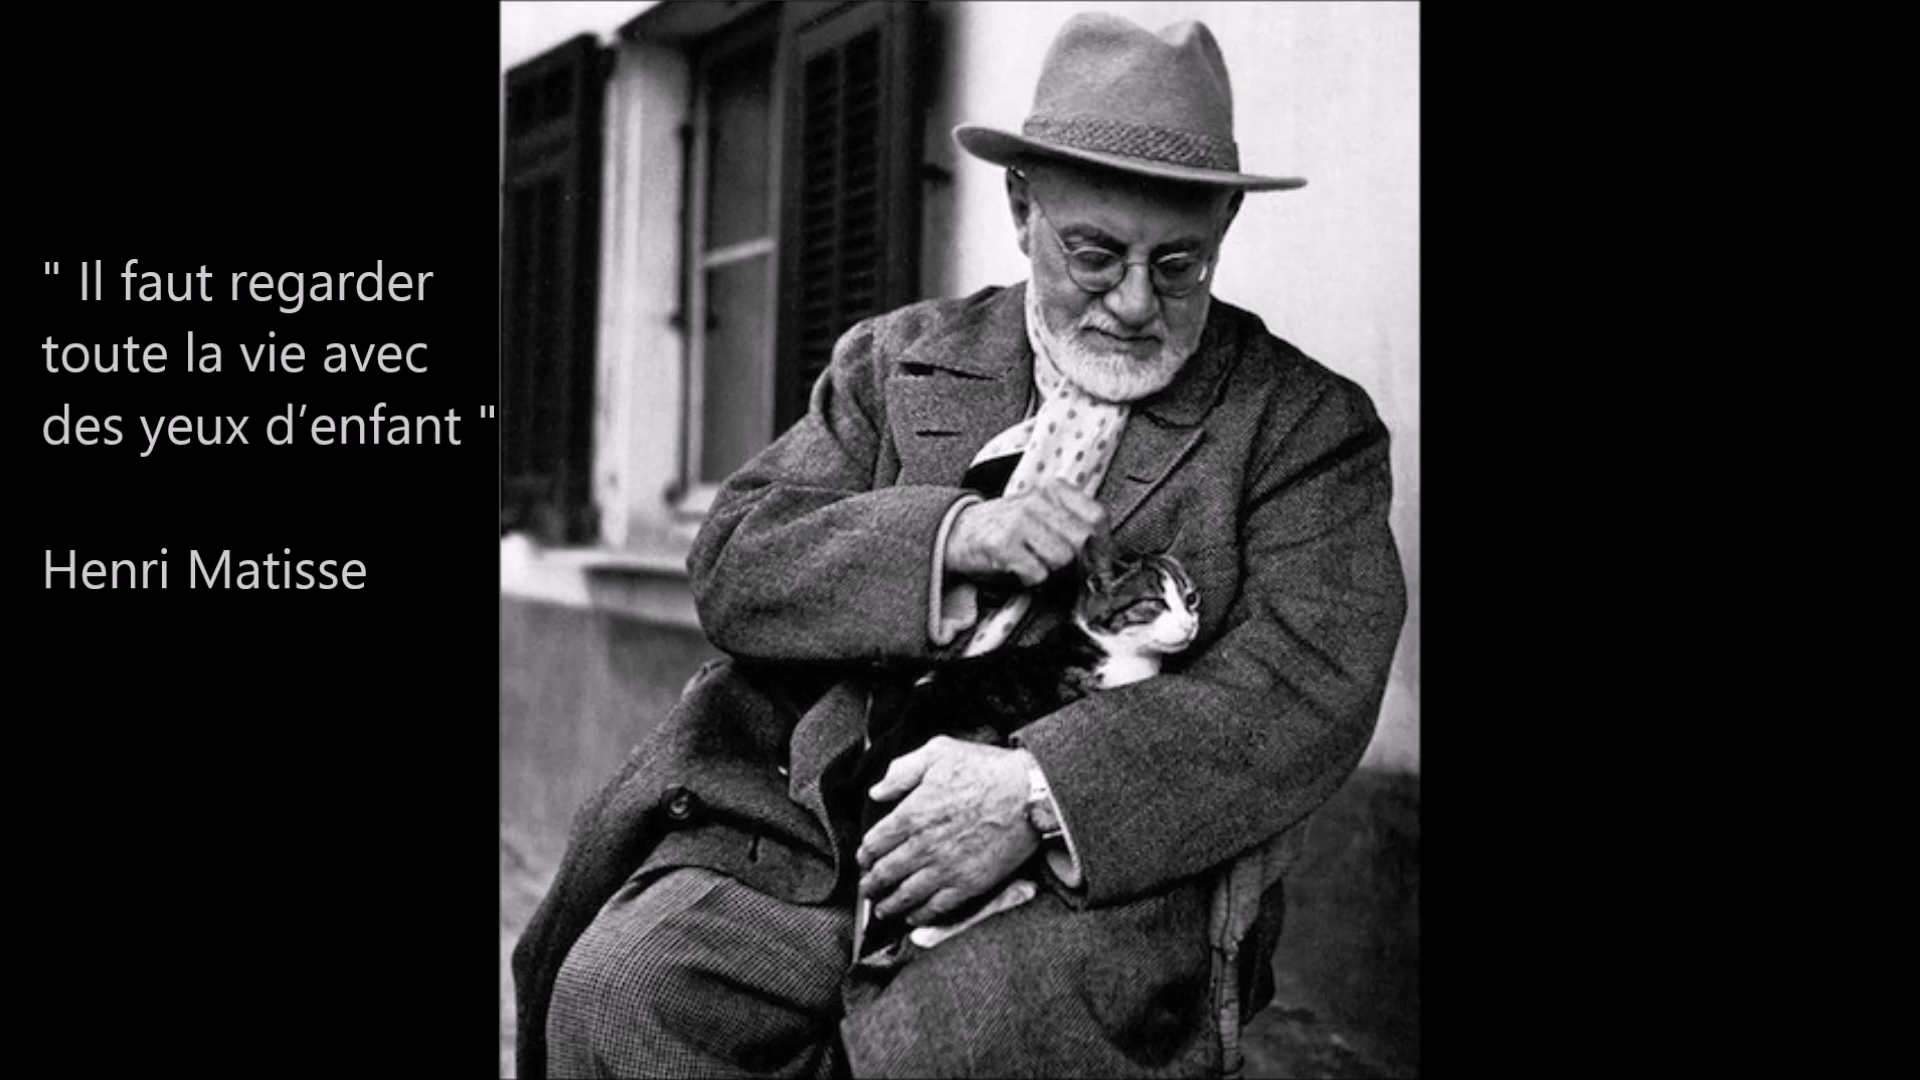 " Il faut regarder
toute la vie avec
des yeux d’enfant "
Henri Matisse